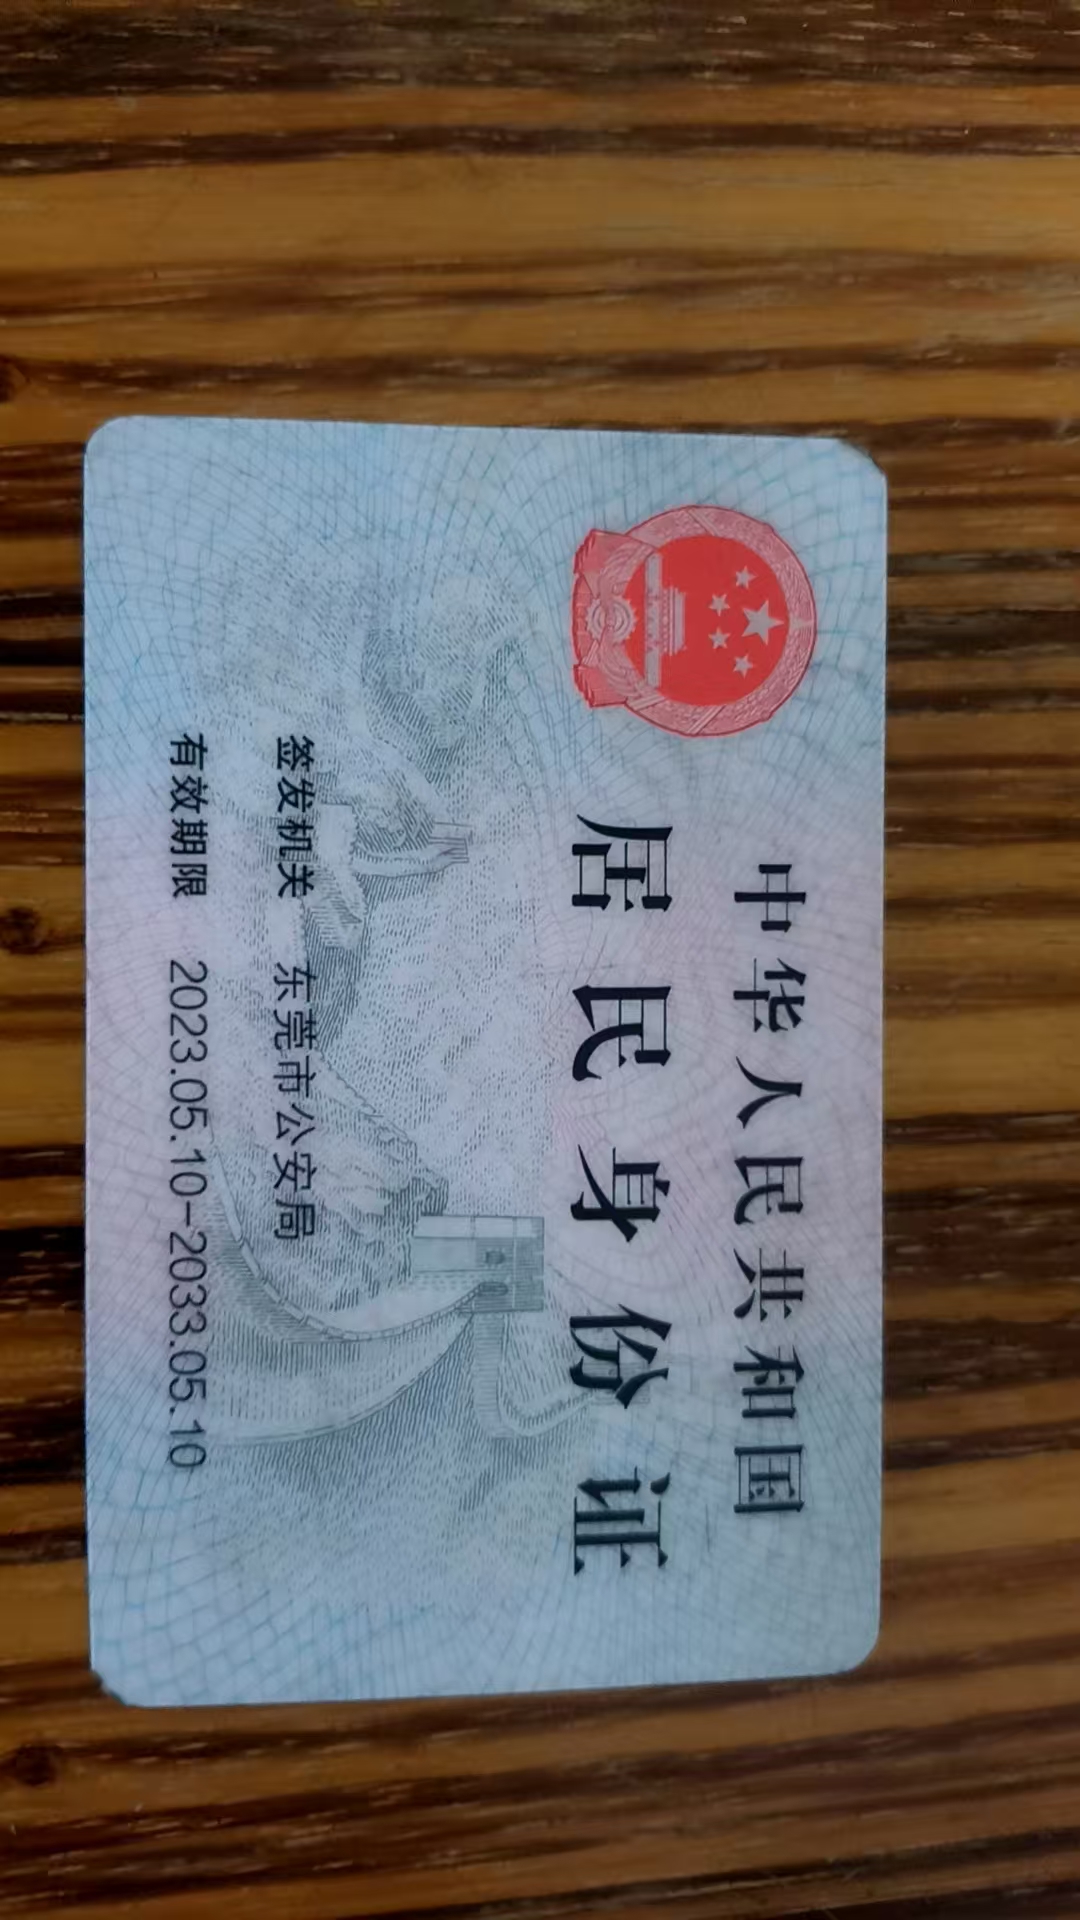 中华人民共和国
居民身份证
签发机关 东莞市公安局
有效期限 2023.05.10-2033.05.10